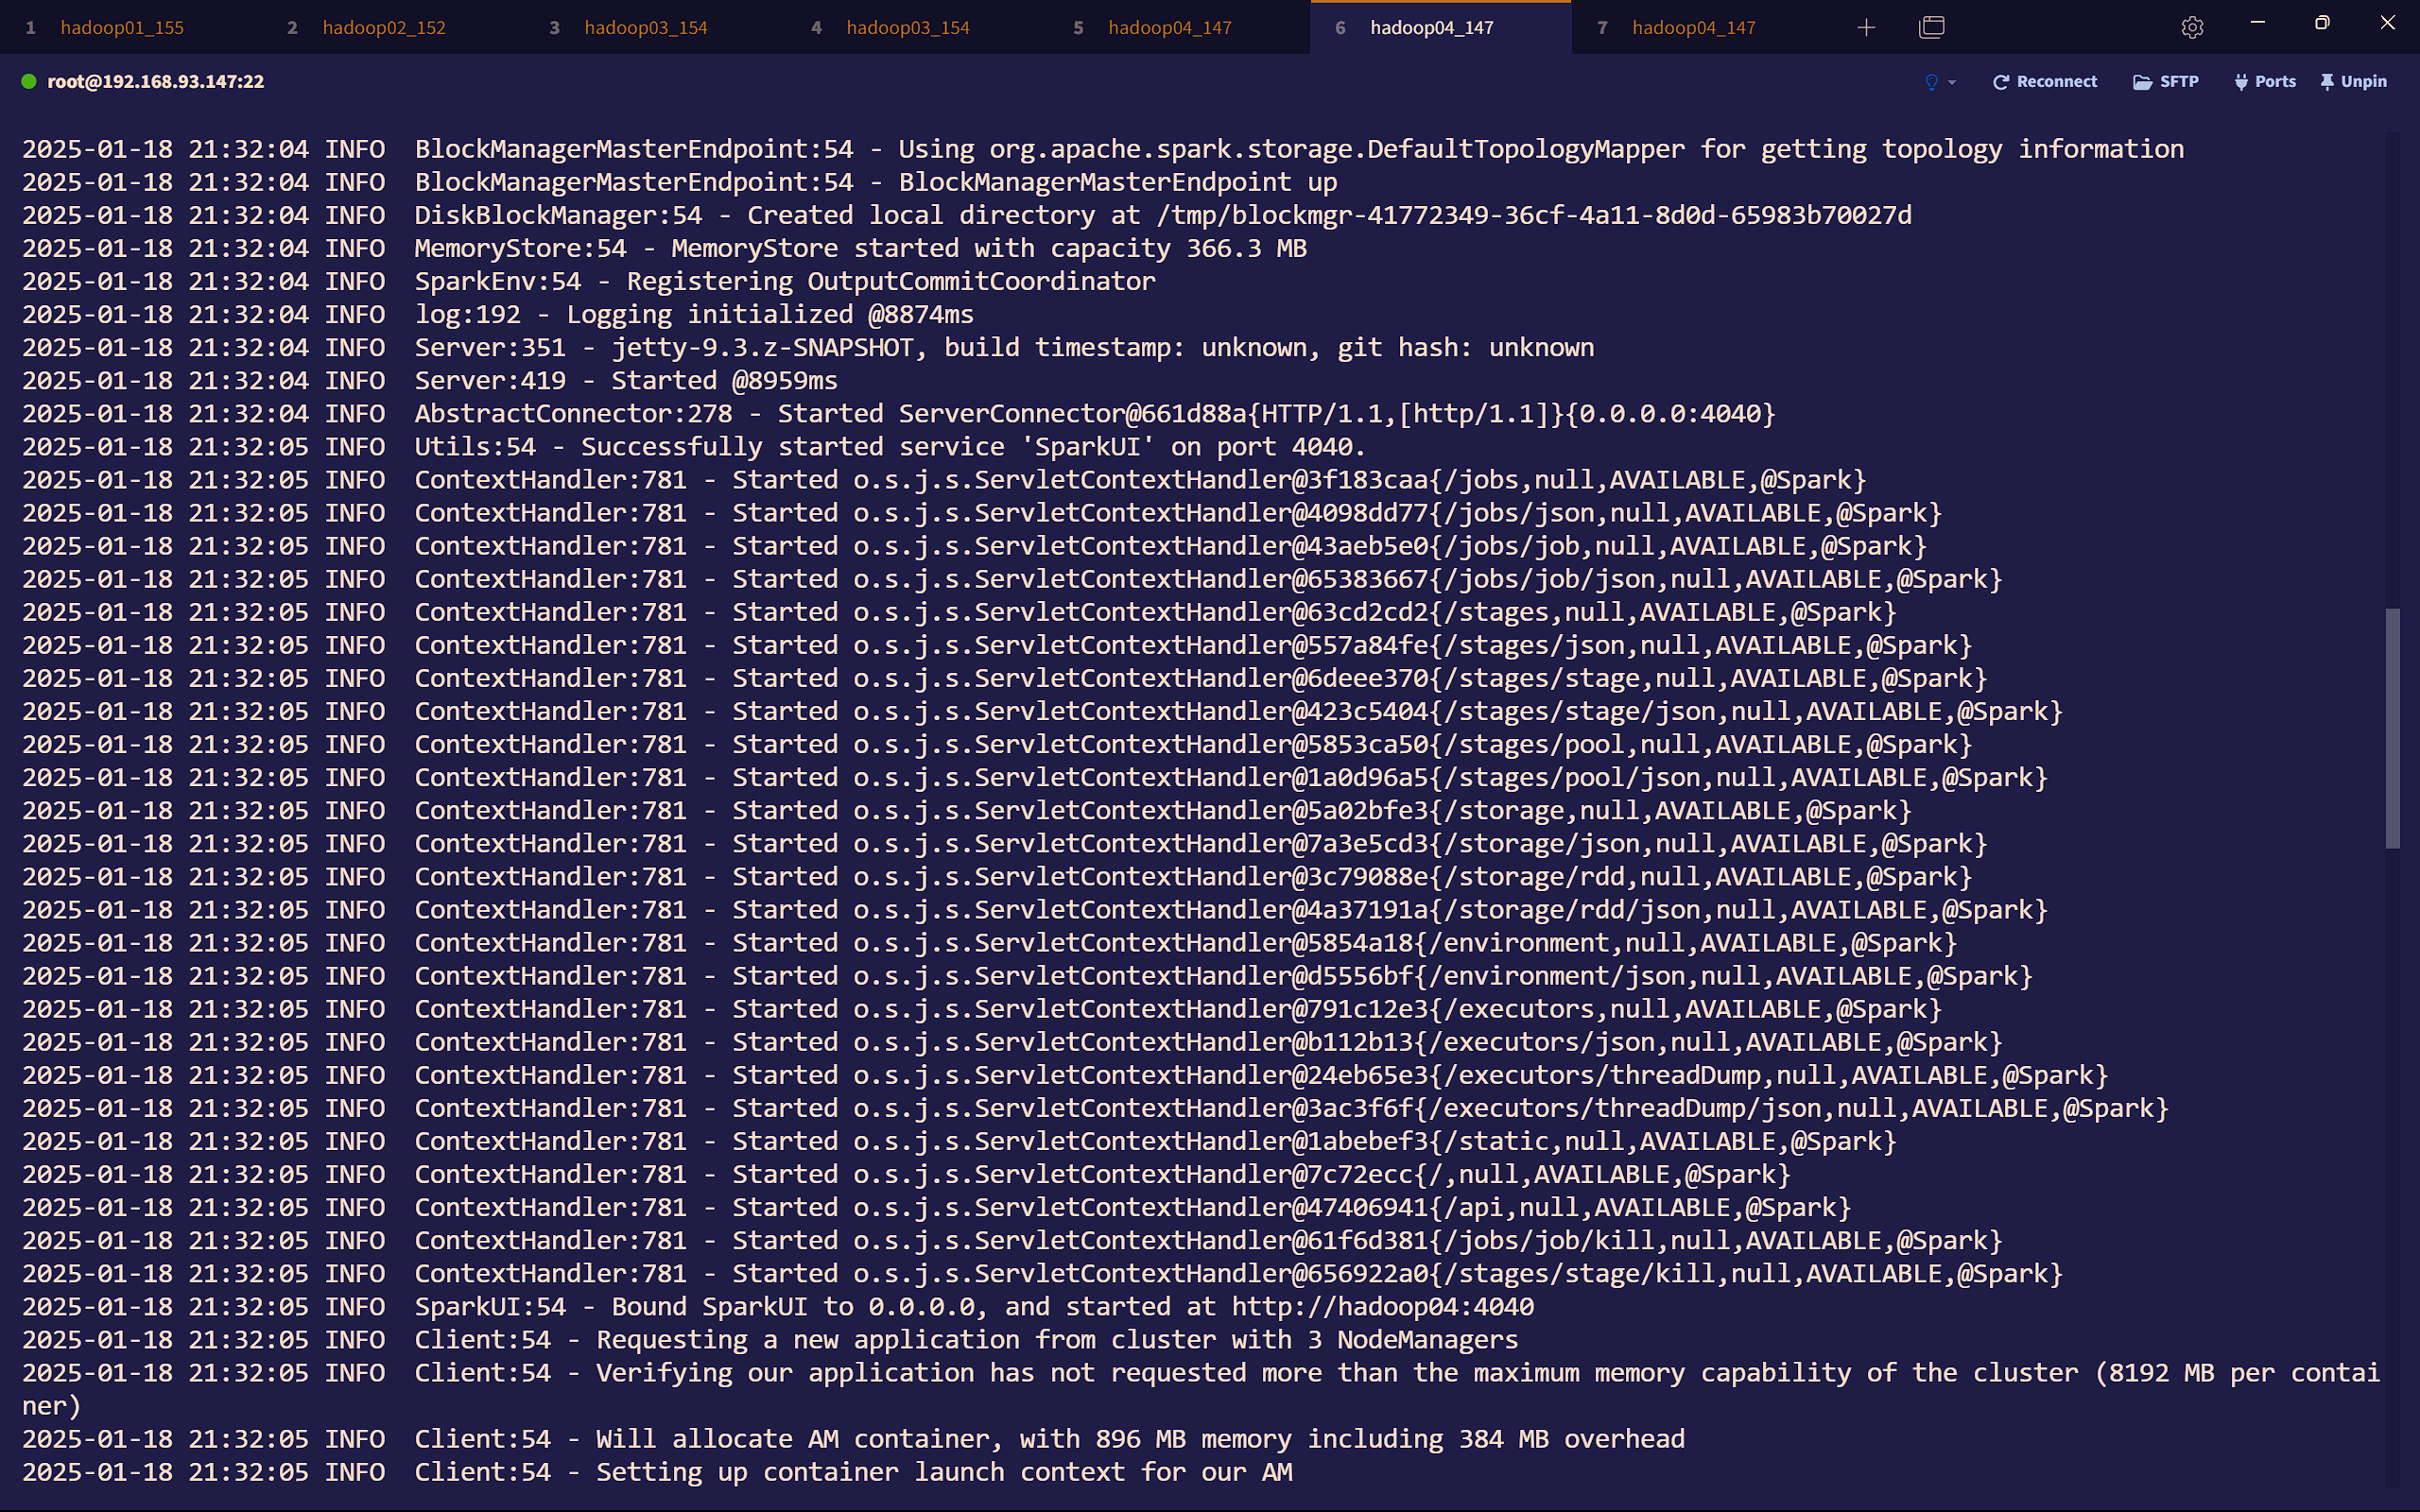 1 hadoop01_155 2 hadoop02_152 3 hadoop03_154 4 hadoop03_154 5 hadoop04_147 6 hadoop04_147 7 hadoop04_147
root@192.168.93.147:22 Reconnect SFTP Ports Unpin
2025-01-18 21:32:04 INFO  BlockManagerMasterEndpoint:54 - Using org.apache.spark.storage.DefaultTopologyMapper for getting topology information
2025-01-18 21:32:04 INFO  BlockManagerMasterEndpoint:54 - BlockManagerMasterEndpoint up
2025-01-18 21:32:04 INFO  DiskBlockManager:54 - Created local directory at /tmp/blockmgr-41772349-36cf-4a11-8d0d-65983b70027d
2025-01-18 21:32:04 INFO  MemoryStore:54 - MemoryStore started with capacity 366.3 MB
2025-01-18 21:32:04 INFO  SparkEnv:54 - Registering OutputCommitCoordinator
2025-01-18 21:32:04 INFO  log:192 - Logging initialized @8874ms
2025-01-18 21:32:04 INFO  Server:351 - jetty-9.3.z-SNAPSHOT, build timestamp: unknown, git hash: unknown
2025-01-18 21:32:04 INFO  Server:419 - Started @8959ms
2025-01-18 21:32:04 INFO  AbstractConnector:278 - Started ServerConnector@661d88a{HTTP/1.1,[http/1.1]}{0.0.0.0:4040}
2025-01-18 21:32:05 INFO  Utils:54 - Successfully started service 'SparkUI' on port 4040.
2025-01-18 21:32:05 INFO  ContextHandler:781 - Started o.s.j.s.ServletContextHandler@3f183caa{/jobs,null,AVAILABLE,@Spark}
2025-01-18 21:32:05 INFO  ContextHandler:781 - Started o.s.j.s.ServletContextHandler@4098dd77{/jobs/json,null,AVAILABLE,@Spark}
2025-01-18 21:32:05 INFO  ContextHandler:781 - Started o.s.j.s.ServletContextHandler@43aeb5e0{/jobs/job,null,AVAILABLE,@Spark}
2025-01-18 21:32:05 INFO  ContextHandler:781 - Started o.s.j.s.ServletContextHandler@65383667{/jobs/job/json,null,AVAILABLE,@Spark}
2025-01-18 21:32:05 INFO  ContextHandler:781 - Started o.s.j.s.ServletContextHandler@63cd2cd2{/stages,null,AVAILABLE,@Spark}
2025-01-18 21:32:05 INFO  ContextHandler:781 - Started o.s.j.s.ServletContextHandler@557a84fe{/stages/json,null,AVAILABLE,@Spark}
2025-01-18 21:32:05 INFO  ContextHandler:781 - Started o.s.j.s.ServletContextHandler@6deee370{/stages/stage,null,AVAILABLE,@Spark}
2025-01-18 21:32:05 INFO  ContextHandler:781 - Started o.s.j.s.ServletContextHandler@423c5404{/stages/stage/json,null,AVAILABLE,@Spark}
2025-01-18 21:32:05 INFO  ContextHandler:781 - Started o.s.j.s.ServletContextHandler@5853ca50{/stages/pool,null,AVAILABLE,@Spark}
2025-01-18 21:32:05 INFO  ContextHandler:781 - Started o.s.j.s.ServletContextHandler@1a0d96a5{/stages/pool/json,null,AVAILABLE,@Spark}
2025-01-18 21:32:05 INFO  ContextHandler:781 - Started o.s.j.s.ServletContextHandler@5a02bfe3{/storage,null,AVAILABLE,@Spark}
2025-01-18 21:32:05 INFO  ContextHandler:781 - Started o.s.j.s.ServletContextHandler@7a3e5cd3{/storage/json,null,AVAILABLE,@Spark}
2025-01-18 21:32:05 INFO  ContextHandler:781 - Started o.s.j.s.ServletContextHandler@3c79088e{/storage/rdd,null,AVAILABLE,@Spark}
2025-01-18 21:32:05 INFO  ContextHandler:781 - Started o.s.j.s.ServletContextHandler@4a37191a{/storage/rdd/json,null,AVAILABLE,@Spark}
2025-01-18 21:32:05 INFO  ContextHandler:781 - Started o.s.j.s.ServletContextHandler@5854a18{/environment,null,AVAILABLE,@Spark}
2025-01-18 21:32:05 INFO  ContextHandler:781 - Started o.s.j.s.ServletContextHandler@d5556bf{/environment/json,null,AVAILABLE,@Spark}
2025-01-18 21:32:05 INFO  ContextHandler:781 - Started o.s.j.s.ServletContextHandler@791c12e3{/executors,null,AVAILABLE,@Spark}
2025-01-18 21:32:05 INFO  ContextHandler:781 - Started o.s.j.s.ServletContextHandler@b112b13{/executors/json,null,AVAILABLE,@Spark}
2025-01-18 21:32:05 INFO  ContextHandler:781 - Started o.s.j.s.ServletContextHandler@24eb65e3{/executors/threadDump,null,AVAILABLE,@Spark}
2025-01-18 21:32:05 INFO  ContextHandler:781 - Started o.s.j.s.ServletContextHandler@3ac3f6f{/executors/threadDump/json,null,AVAILABLE,@Spark}
2025-01-18 21:32:05 INFO  ContextHandler:781 - Started o.s.j.s.ServletContextHandler@1abebef3{/static,null,AVAILABLE,@Spark}
2025-01-18 21:32:05 INFO  ContextHandler:781 - Started o.s.j.s.ServletContextHandler@7c72ecc{/,null,AVAILABLE,@Spark}
2025-01-18 21:32:05 INFO  ContextHandler:781 - Started o.s.j.s.ServletContextHandler@47406941{/api,null,AVAILABLE,@Spark}
2025-01-18 21:32:05 INFO  ContextHandler:781 - Started o.s.j.s.ServletContextHandler@61f6d381{/jobs/job/kill,null,AVAILABLE,@Spark}
2025-01-18 21:32:05 INFO  ContextHandler:781 - Started o.s.j.s.ServletContextHandler@656922a0{/stages/stage/kill,null,AVAILABLE,@Spark}
2025-01-18 21:32:05 INFO  SparkUI:54 - Bound SparkUI to 0.0.0.0, and started at http://hadoop04:4040
2025-01-18 21:32:05 INFO  Client:54 - Requesting a new application from cluster with 3 NodeManagers
2025-01-18 21:32:05 INFO  Client:54 - Verifying our application has not requested more than the maximum memory capability of the cluster (8192 MB per contai
ner)
2025-01-18 21:32:05 INFO  Client:54 - Will allocate AM container, with 896 MB memory including 384 MB overhead
2025-01-18 21:32:05 INFO  Client:54 - Setting up container launch context for our AM